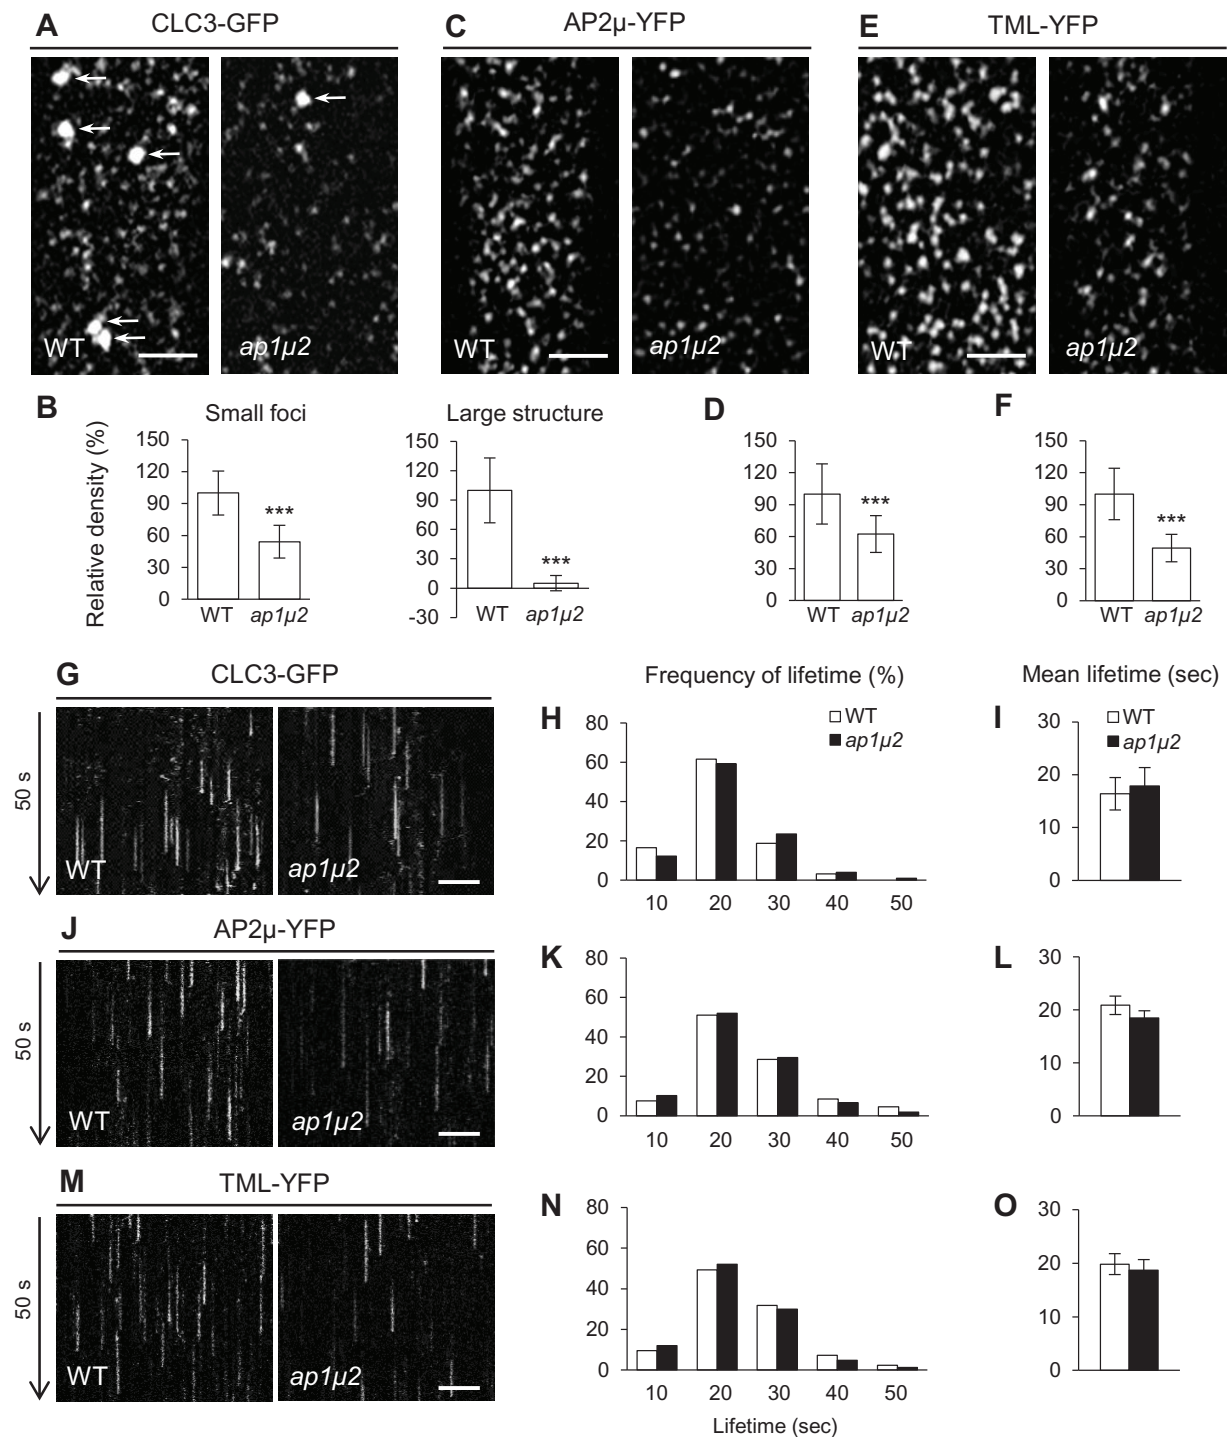 A CLC3-GFP
C AP2µ-YFP
E TML-YFP
WT ap1µ2
WT ap1µ2
WT ap1µ2
B Small foci Large structure
D
F
Relative density (%)
150
120
90
60
30
0
WT ap1µ2
***
150
120
90
60
30
0
-30
WT ap1µ2
***
150
120
90
60
30
0
WT ap1µ2
***
150
120
90
60
30
0
WT ap1µ2
***
G CLC3-GFP
50 s
WT ap1µ2
Frequency of lifetime (%)
H
WT
ap1µ2
80
60
40
20
0
10 20 30 40 50
Mean lifetime (sec)
I
WT
ap1µ2
30
20
10
0
J AP2µ-YFP
50 s
WT ap1µ2
K
80
60
40
20
0
10 20 30 40 50
L
30
20
10
0
M TML-YFP
50 s
WT ap1µ2
N
80
60
40
20
0
10 20 30 40 50
Lifetime (sec)
O
30
20
10
0